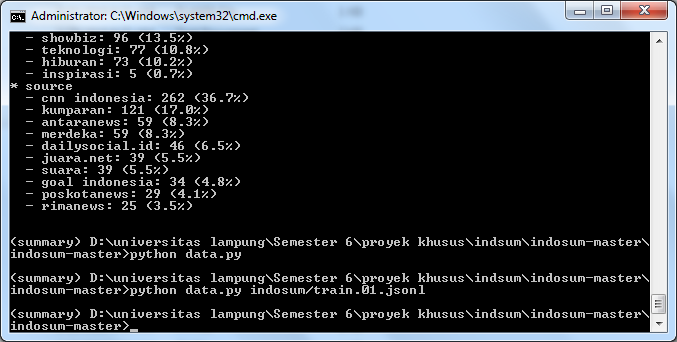 Administrator: C:\Windows\system32\cmd.exe
- showbiz: 96 (13.5%)
- teknologi: 77 (10.8%)
- hiburan: 73 (10.2%)
- inspirasi: 5 (0.7%)
* source
- cnn indonesia: 262 (36.7%)
- kumparan: 121 (17.0%)
- antaranews: 59 (8.3%)
- merdeka: 59 (8.3%)
- dailysocial.id: 46 (6.5%)
- juara.net: 39 (5.5%)
- suara: 39 (5.5%)
- goal indonesia: 34 (4.8%)
- poskotanews: 29 (4.1%)
- rimanews: 25 (3.5%)
(summary) D:\universitas lampung\Semester 6\proyek khusus\indsum\indosum-master\
indosum-master>python data.py
(summary) D:\universitas lampung\Semester 6\proyek khusus\indsum\indosum-master\
indosum-master>python data.py indosum/train.01.jsonl
(summary) D:\universitas lampung\Semester 6\proyek khusus\indsum\indosum-master\
indosum-master>_